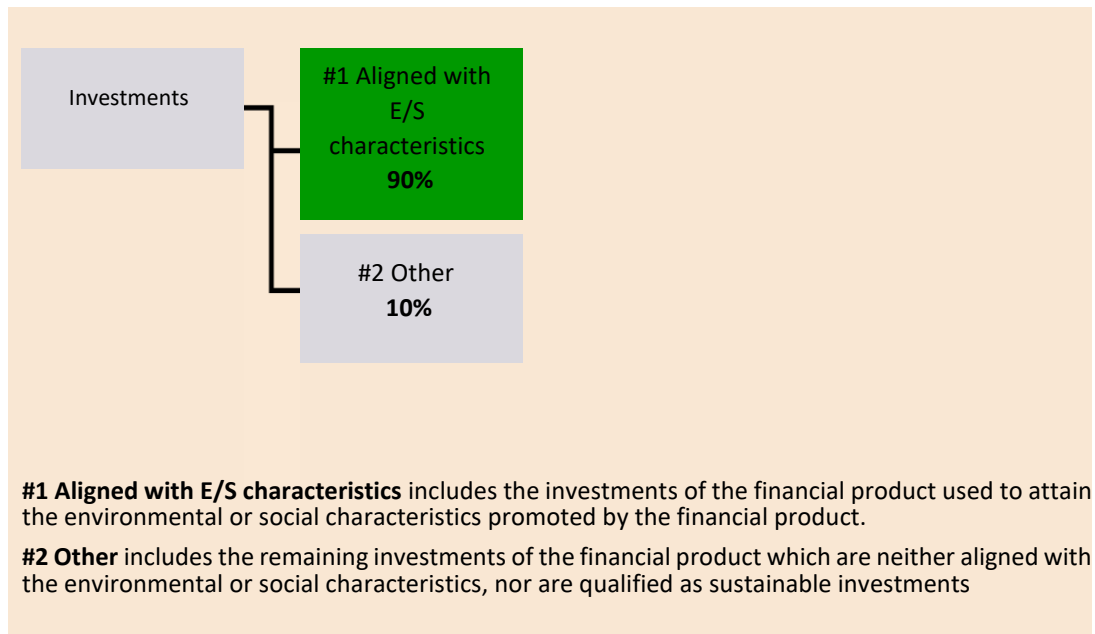 Investments
#1 Aligned with
E/S
characteristics
90%
#2 Other
10%
#1 Aligned with E/S characteristics includes the investments of the financial product used to attain
the environmental or social characteristics promoted by the financial product.
#2 Other includes the remaining investments of the financial product which are neither aligned with
the environmental or social characteristics, nor are qualified as sustainable investments